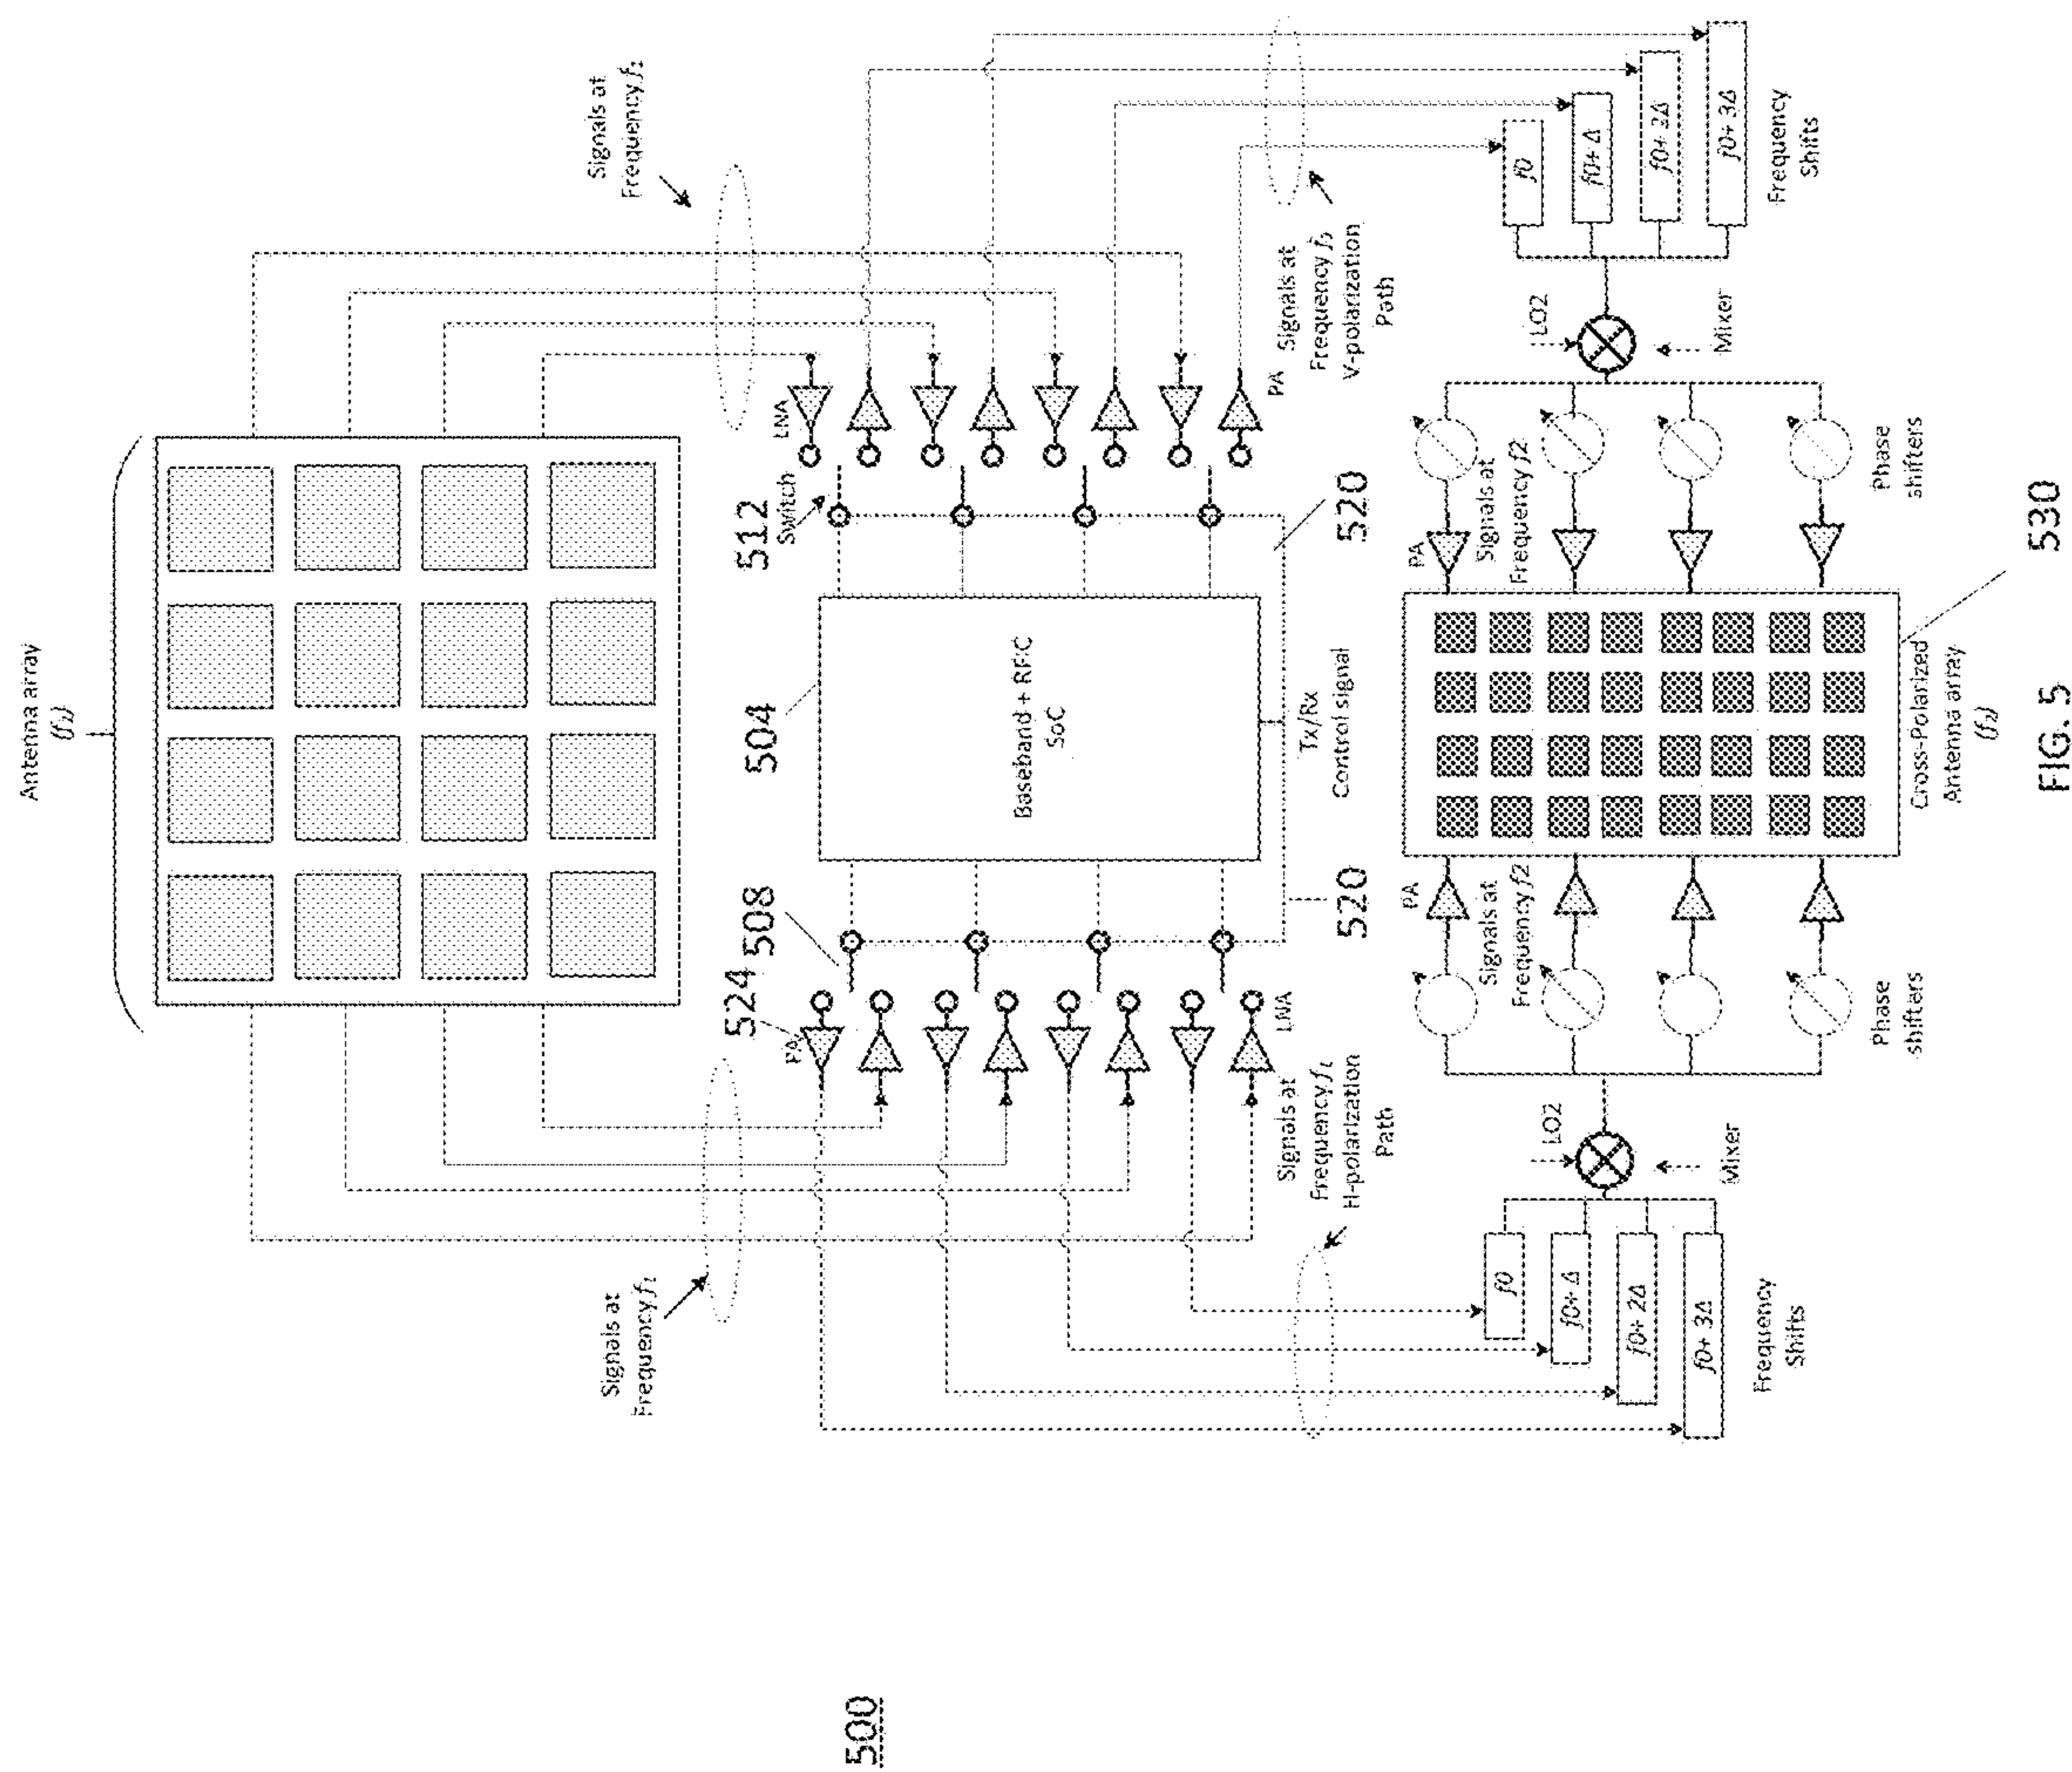 Antenna array
(f₁)
Signals at
Frequency f₁
Signals at
Frequency f₁
524
PA
508
504
512
Switch
LNA
Baseband + RFIC
SoC
Tx/Rx
Control signal
520
520
LNA
PA
Signals at
Frequency f₁
H-polarization
Path
Signals at
Frequency f₁
V-polarization
Path
f0
f0+ Δ
f0+ 2Δ
f0+ 3Δ
Frequency
Shifts
LO2
Mixer
Phase
shifters
PA
Signals at
Frequency f2
Cross-Polarized
Antenna array
(f₂)
530
PA
Signals at
Frequency f2
Phase
shifters
LO2
Mixer
f0
f0+ Δ
f0+ 2Δ
f0+ 3Δ
Frequency
Shifts
500
FIG. 5